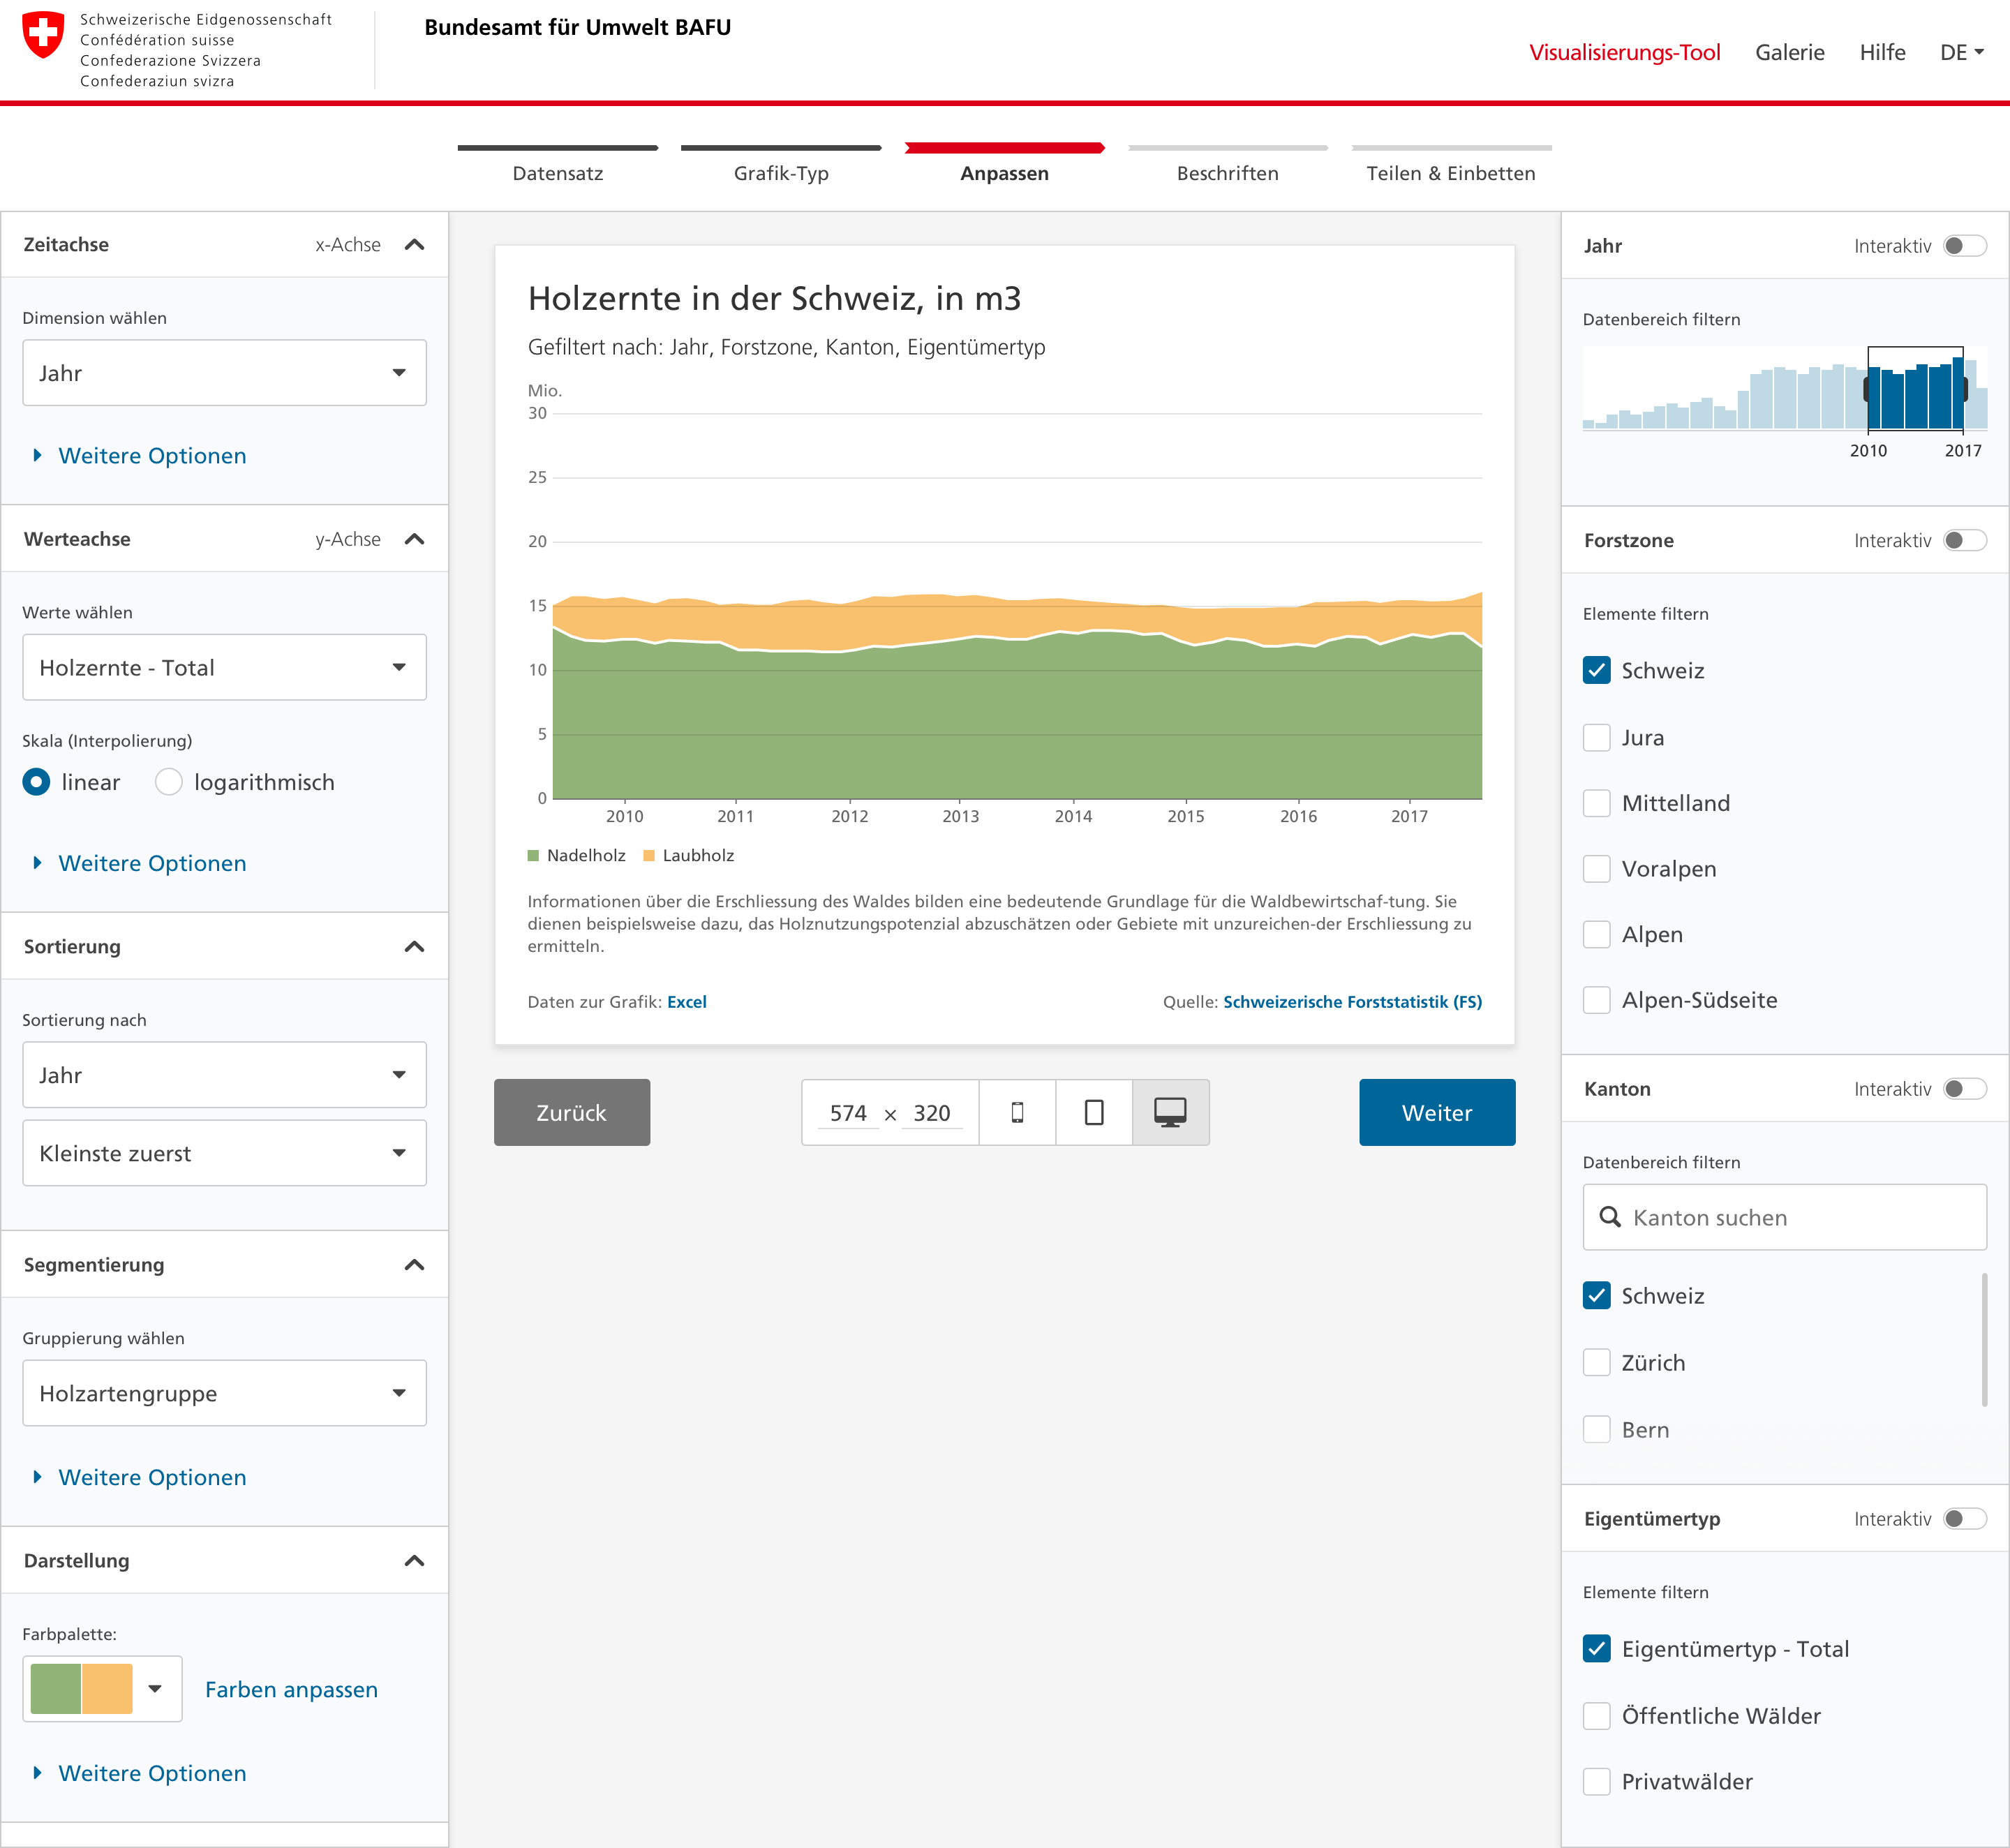 Schweizerische Eidgenossenschaft
Confédération suisse
Confederazione Svizzera
Confederaziun svizra
Bundesamt für Umwelt BAFU
Visualisierungs-Tool
Galerie
Hilfe
DE
Datensatz
Grafik-Typ
Anpassen
Beschriften
Teilen & Einbetten
Zeitachse
x-Achse
Dimension wählen
Jahr
Weitere Optionen
Werteachse
y-Achse
Werte wählen
Holzernte - Total
Skala (Interpolierung)
linear
logarithmisch
Weitere Optionen
Sortierung
Sortierung nach
Jahr
Kleinste zuerst
Segmentierung
Gruppierung wählen
Holzartengruppe
Weitere Optionen
Darstellung
Farbpalette:
Farben anpassen
Weitere Optionen
Holzernte in der Schweiz, in m3
Gefiltert nach: Jahr, Forstzone, Kanton, Eigentümertyp
Mio.
30
25
20
15
10
5
0
2010
2011
2012
2013
2014
2015
2016
2017
Nadelholz
Laubholz
Informationen über die Erschliessung des Waldes bilden eine bedeutende Grundlage für die Waldbewirtschaf-tung. Sie
dienen beispielsweise dazu, das Holznutzungspotenzial abzuschätzen oder Gebiete mit unzureichen-der Erschliessung zu
ermitteln.
Daten zur Grafik: Excel
Quelle: Schweizerische Forststatistik (FS)
Zurück
574 × 320
Weiter
Jahr
Interaktiv
Datenbereich filtern
2010
2017
Forstzone
Interaktiv
Elemente filtern
Schweiz
Jura
Mittelland
Voralpen
Alpen
Alpen-Südseite
Kanton
Interaktiv
Datenbereich filtern
Kanton suchen
Schweiz
Zürich
Bern
Eigentümertyp
Interaktiv
Elemente filtern
Eigentümertyp - Total
Öffentliche Wälder
Privatwälder